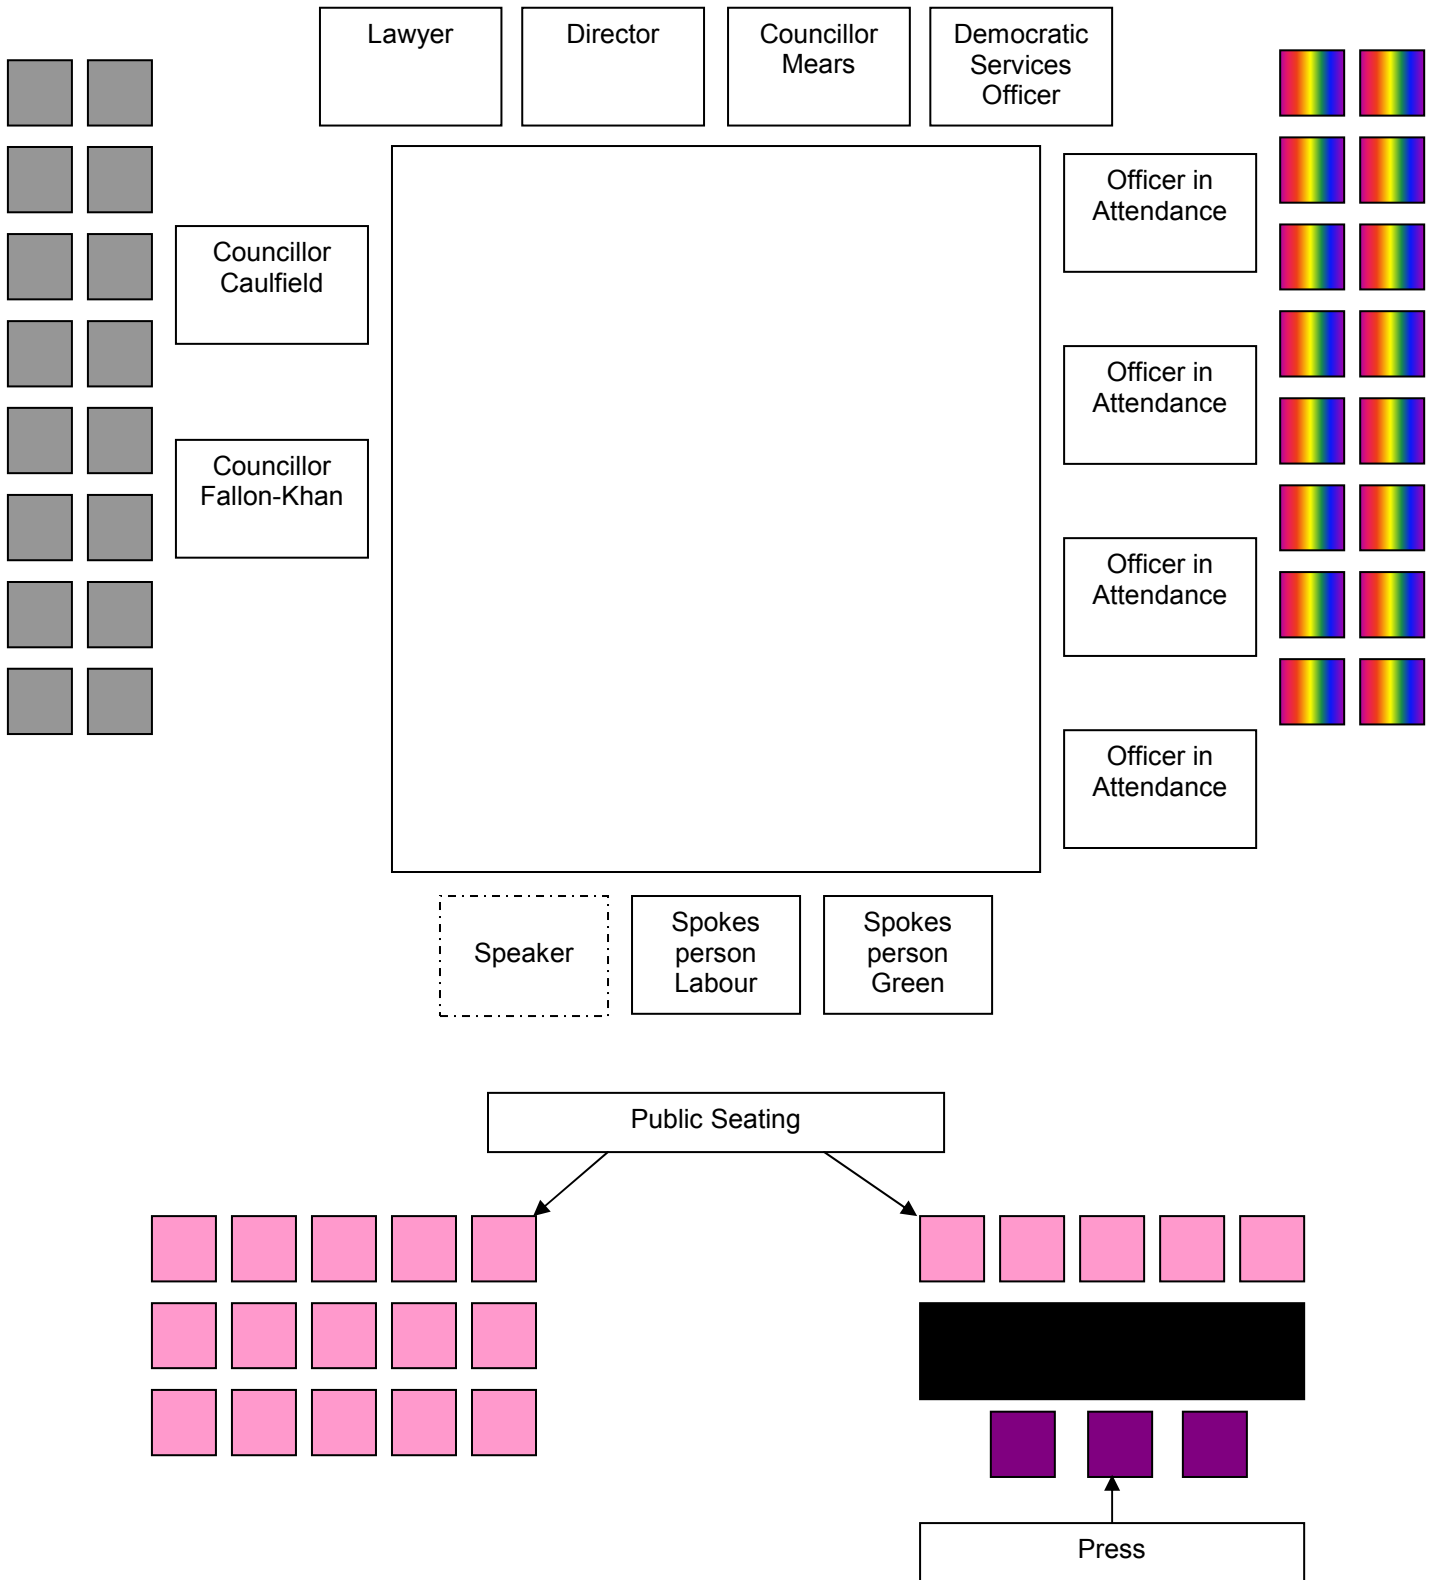 Lawyer
Director
Councillor
Mears
Democratic
Services
Officer
Officer in
Attendance
Councillor
Caulfield
Officer in
Attendance
Councillor
Fallon-Khan
Officer in
Attendance
Officer in
Attendance
Speaker
Spokes
person
Labour
Spokes
person
Green
Public Seating
Press